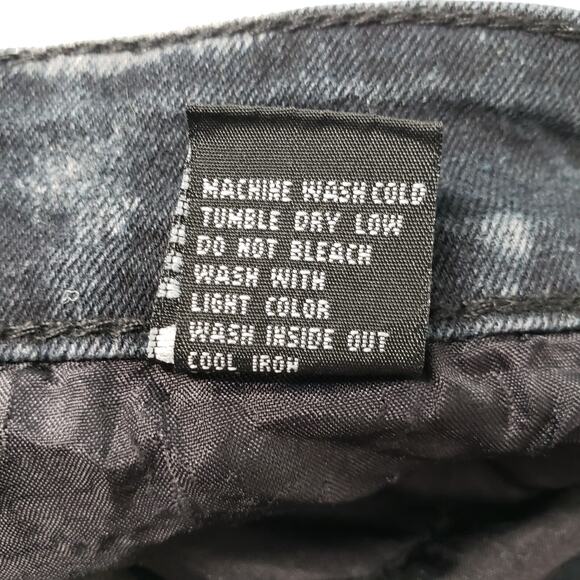 MACHINE WASH COLD
TUMBLE DRY LOW
DO NOT BLEACH
WASH WITH
LIGHT COLOR
WASH INSIDE OUT
COOL IRON